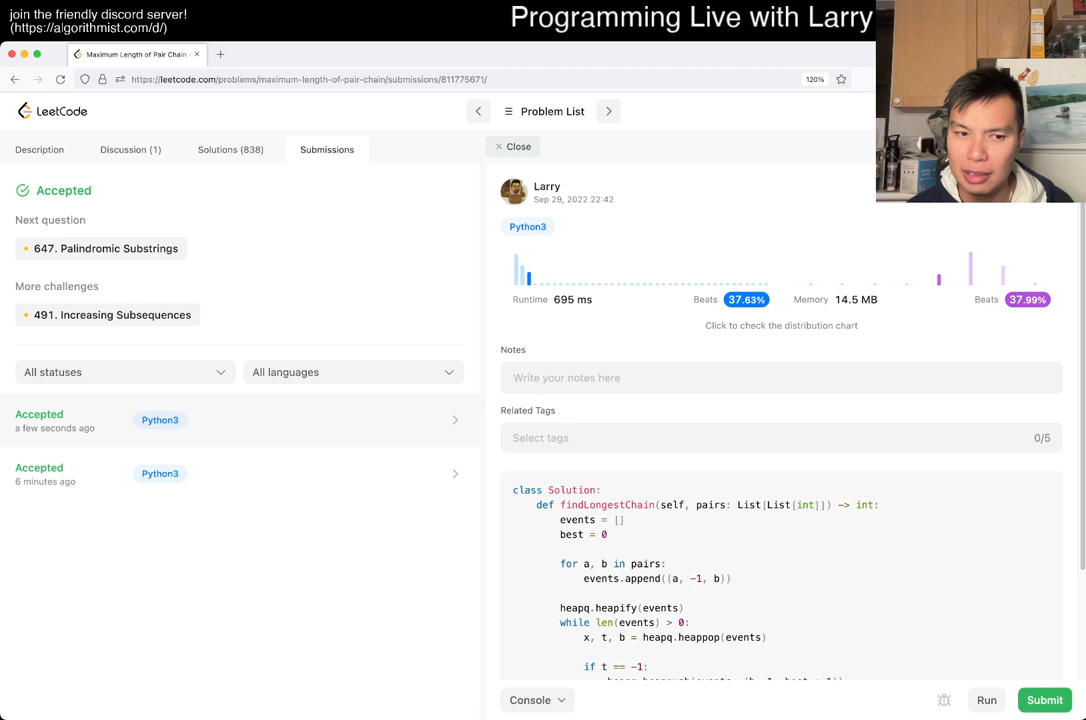 join the friendly discord server!
(https://algorithmist.com/d/)
Programming Live with Larry
Maximum Length of Pair Chain -
https://leetcode.com/problems/maximum-length-of-pair-chain/submissions/811775671/
120%
LeetCode
Problem List
Description
Discussion (1)
Solutions (838)
Submissions
Close
Accepted
Next question
647. Palindromic Substrings
More challenges
491. Increasing Subsequences
All statuses
All languages
Accepted
a few seconds ago
Python3
Accepted
6 minutes ago
Python3
Larry
Sep 29, 2022 22:42
Python3
Runtime 695 ms Beats 37.63% Memory 14.5 MB Beats 37.99%
Click to check the distribution chart
Notes
Write your notes here
Related Tags
Select tags 0/5
class Solution:
def findLongestChain(self, pairs: List[List[int]]) -> int:
events = []
best = 0
for a, b in pairs:
events.append((a, -1, b))
heapq.heapify(events)
while len(events) > 0:
x, t, b = heapq.heappop(events)
if t == -1:
Console
Run
Submit